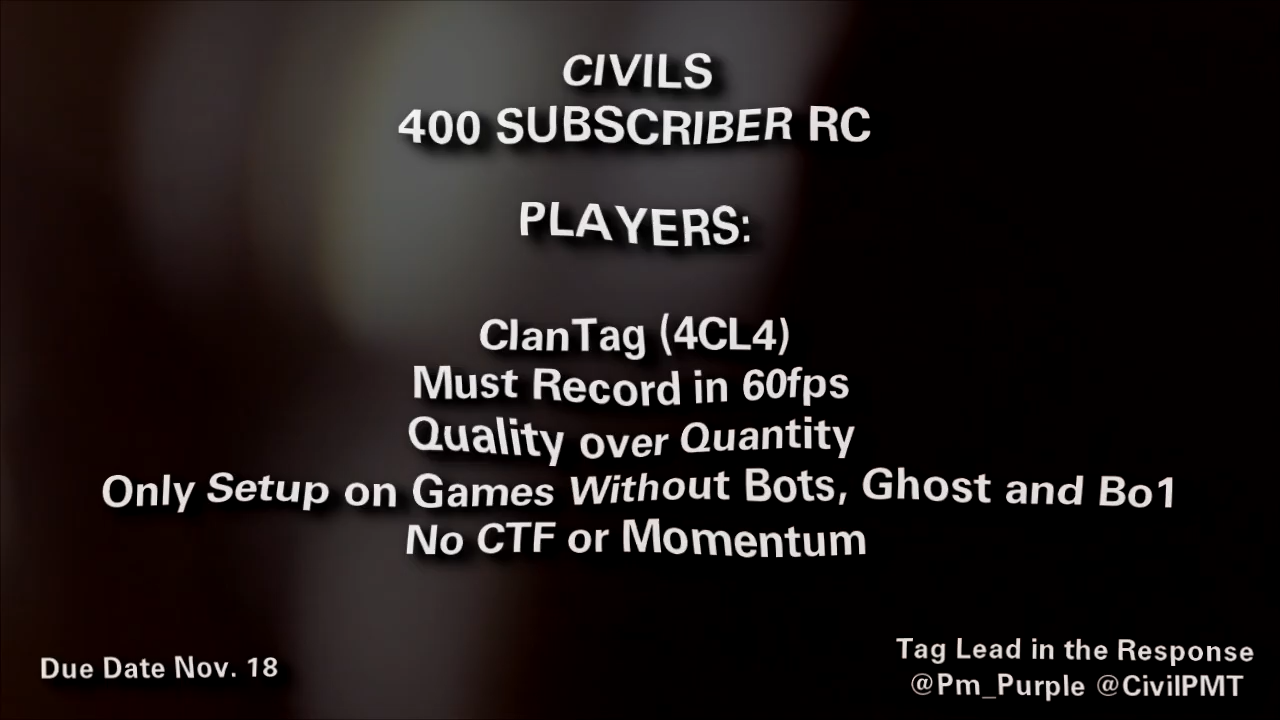 CIVILS
400 SUBSCRIBER RC
PLAYERS:
ClanTag (4CL4)
Must Record in 60fps
Quality over Quantity
Only Setup on Games Without Bots, Ghost and Bo1
No CTF or Momentum
Due Date Nov. 18
Tag Lead in the Response
@Pm_Purple @CivilPMT